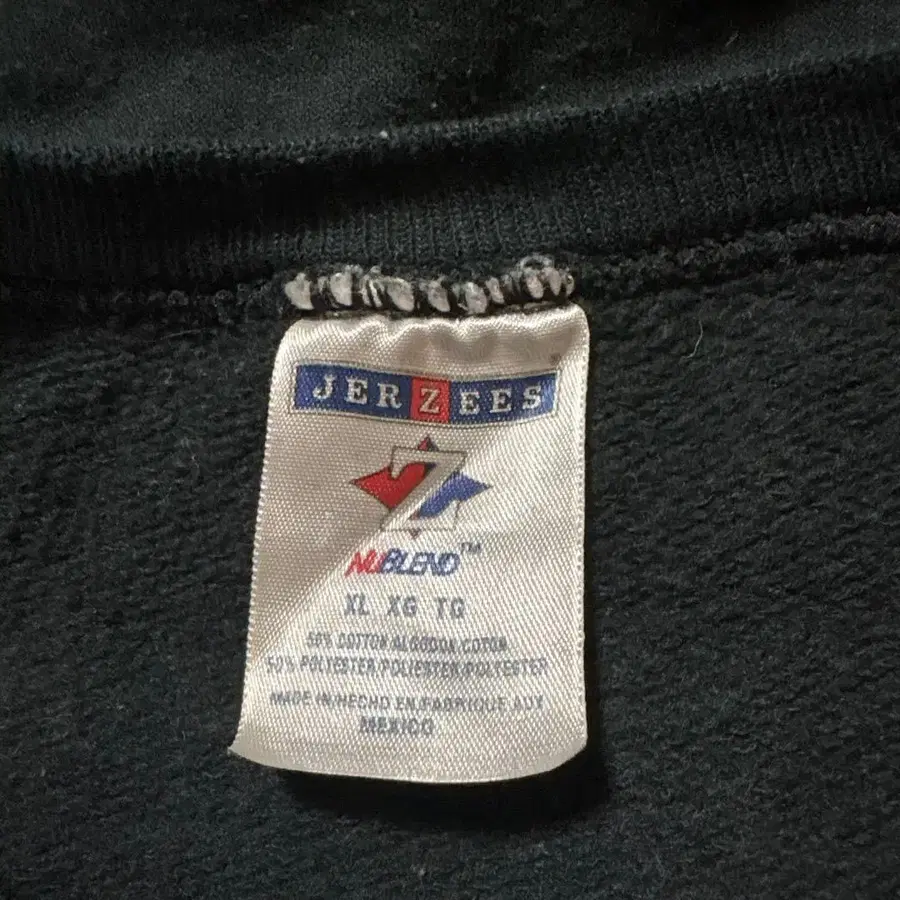 JERZEES
Z
NUBLEND™
XL XG TG
50% COTTON/ALGODON/COTON
50% POLYESTER/POLIESTER/POLYESTER
MADE IN/HECHO EN/FABRIQUE AUY
MEXICO